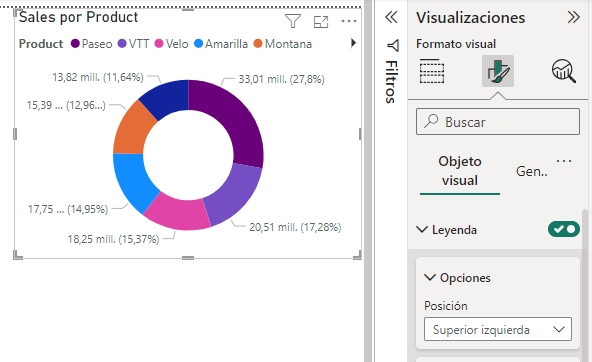 Sales por Product
Product Paseo VTT Velo Amarilla Montana
13,82 mill. (11,64%)
33,01 mill. (27,8%)
15,39 ... (12,96...)
17,75 ... (14,95%)
20,51 mill. (17,28%)
18,25 mill. (15,37%)
Filtros
Visualizaciones
Formato visual
Buscar
Objeto
visual
Gen..
Leyenda
Opciones
Posición
Superior izquierda